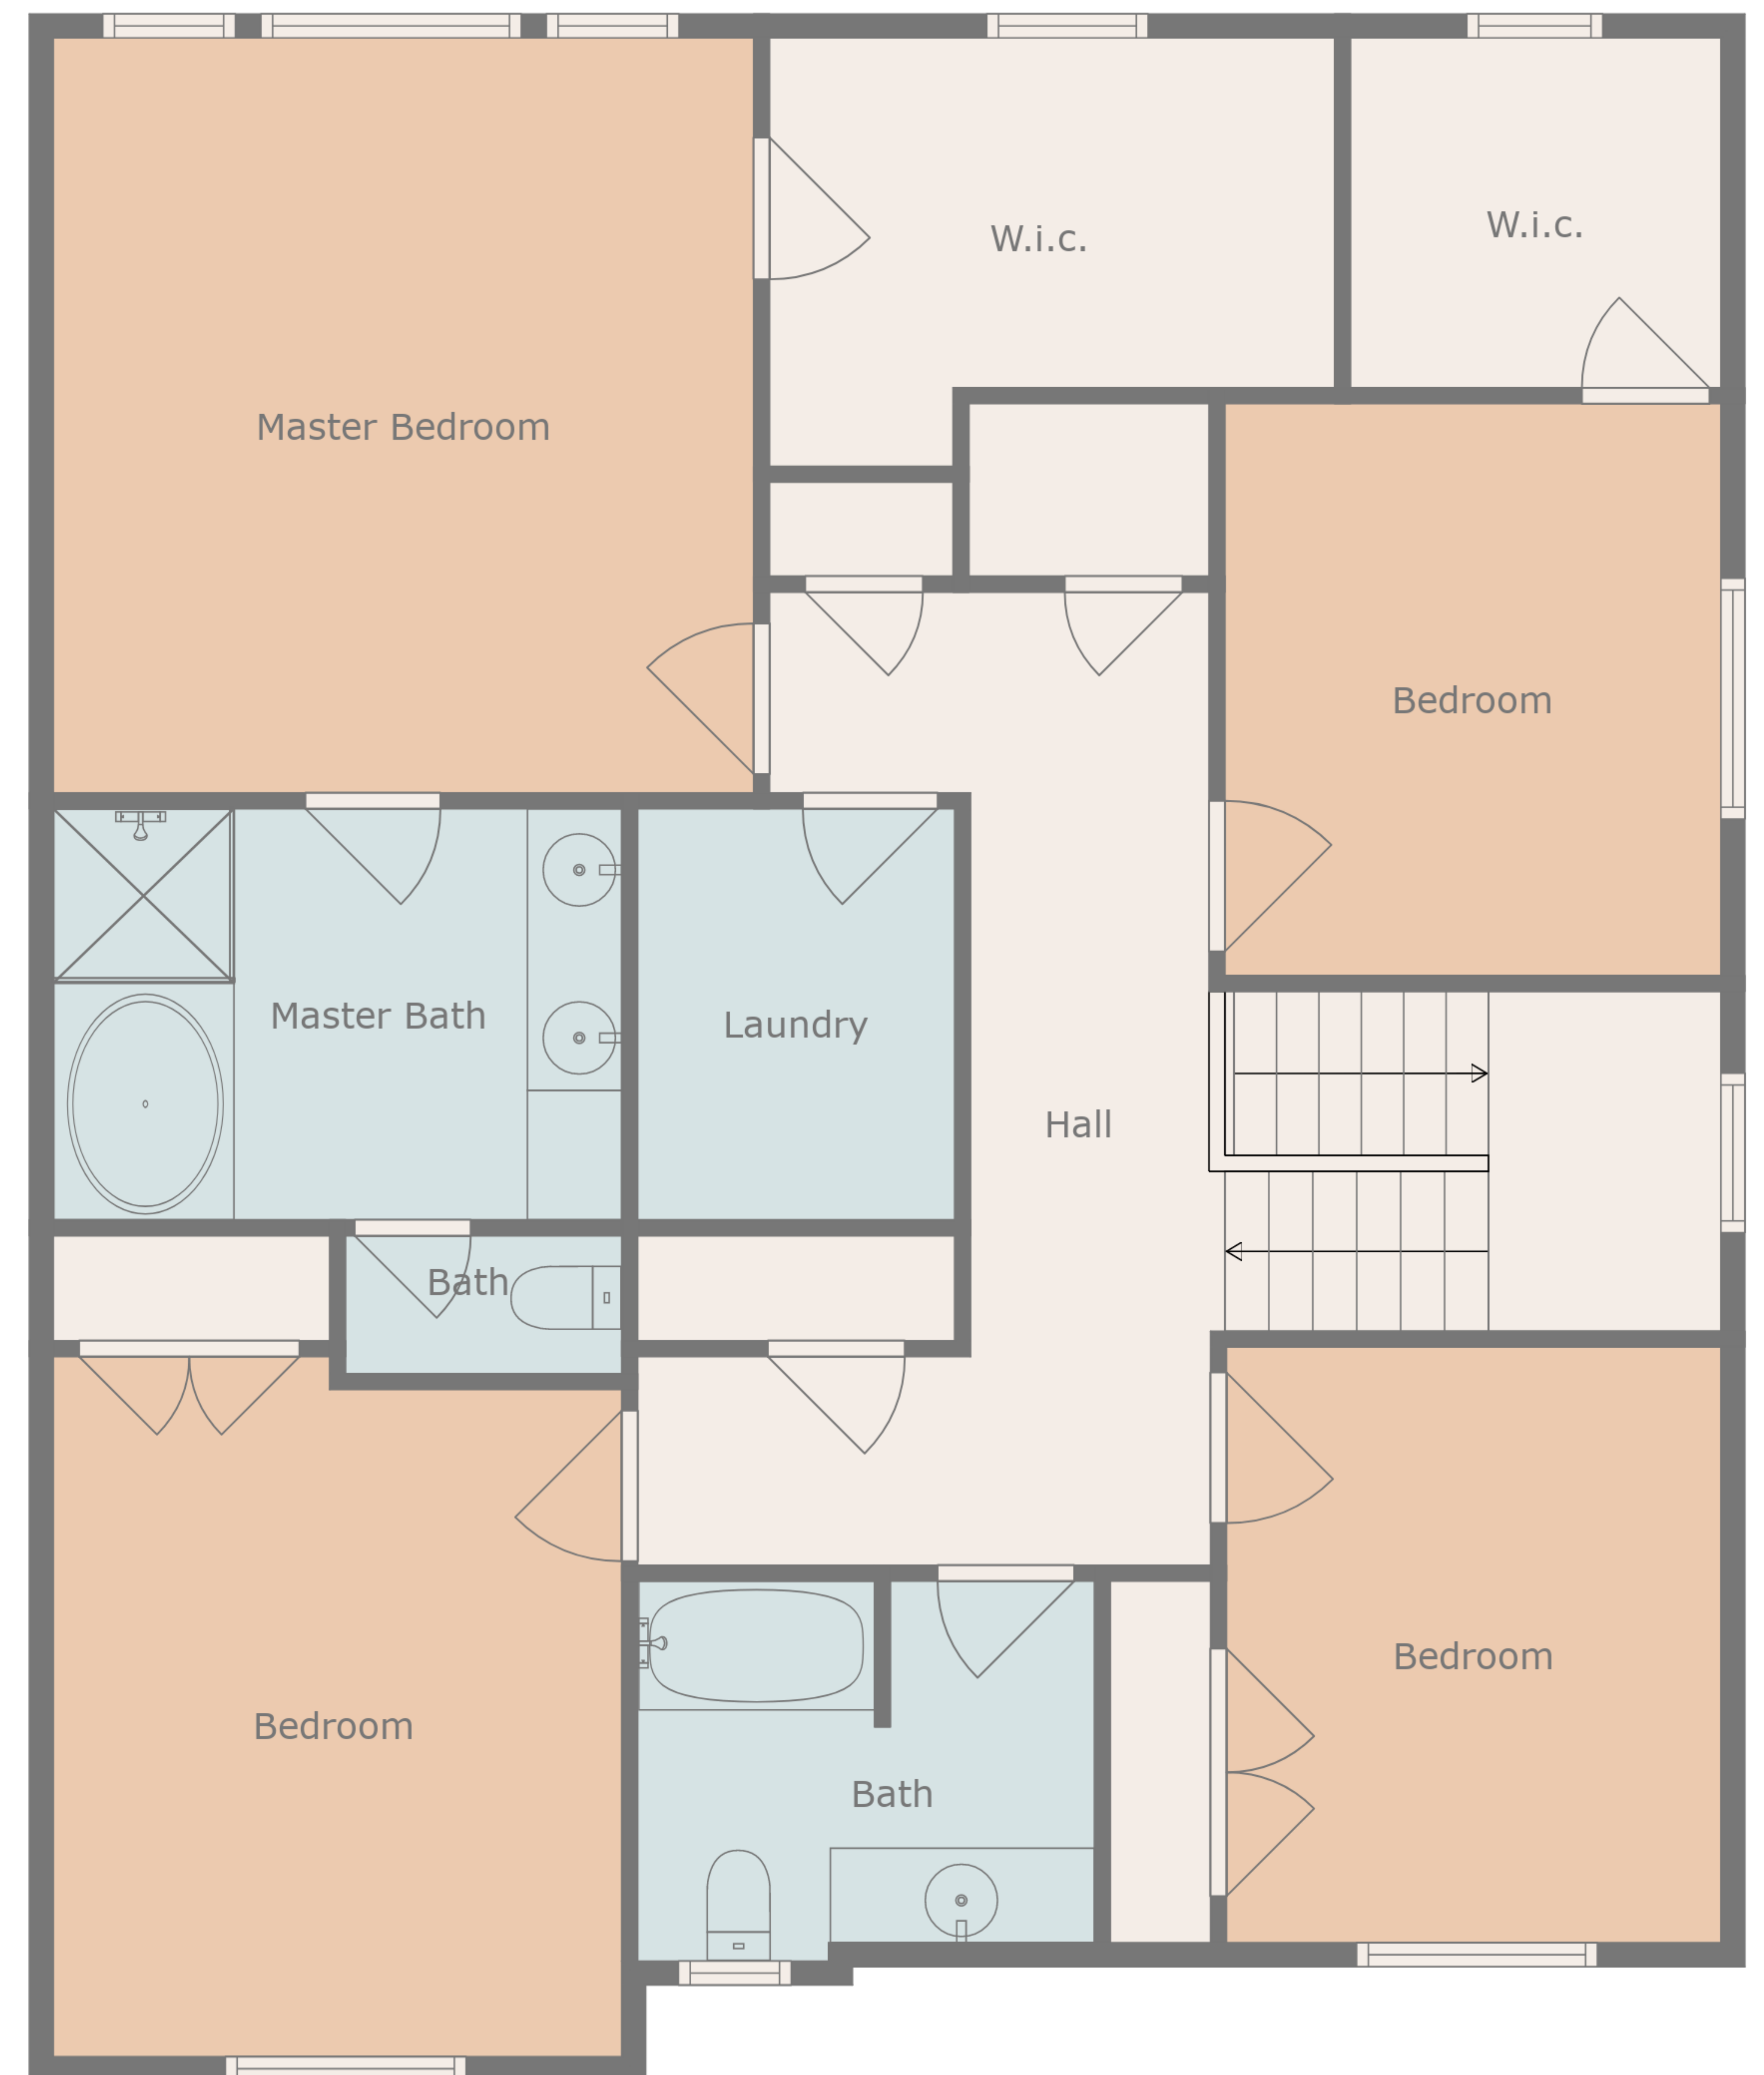 W.i.c.
W.i.c.
Master Bedroom
Bedroom
Master Bath
Laundry
Hall
Bath
Bedroom
Bedroom
Bath